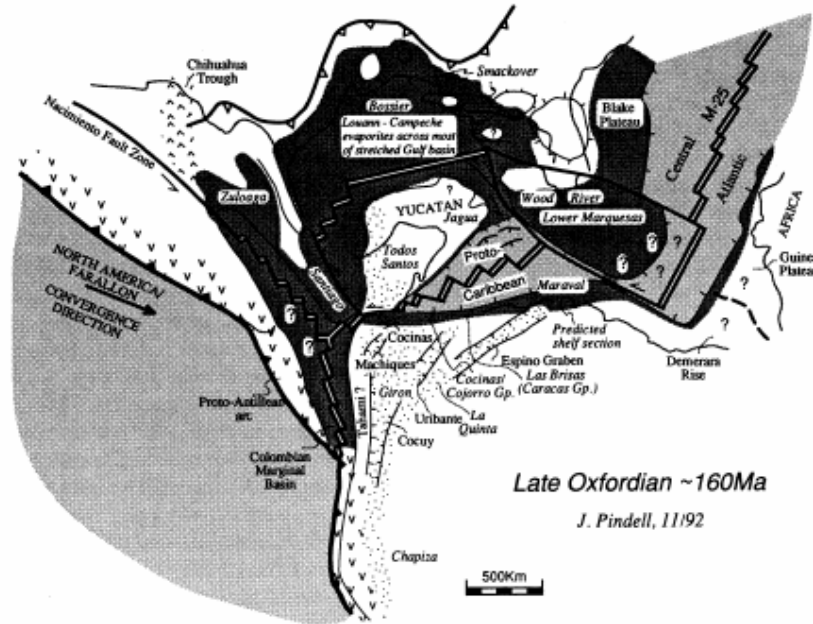 Chihuahua
Trough
Nacimiento Fault Zone
Smackover
Bossier
Louann - Campeche
evaporites across most
of stretched Gulf basin
?
Blake
Plateau
M-25
Central
Atlantic
AFRICA
Guinea
Plateau
Zuloaga
YUCATAN
?
Jagua
Wood River
Lower Marquesas
? ? ?
?
?
Todos
Santos
Santiago
Proto-
Caribbean
Maraval
NORTH AMERICA/
FARALLON
CONVERGENCE
DIRECTION
? ?
Cocinas
Machiques
Predicted
shelf section
Demerara
Rise
Espino Graben
Las Brisas
(Caracas Gp.)
Cocinas/
Cojorro Gp.
Giron
La
Quinta
Uribante
Tahami ?
Cocuy
Proto-Antillean
arc
Colombian
Marginal
Basin
Chapiza
Late Oxfordian ~160Ma
J. Pindell, 11/92
500Km